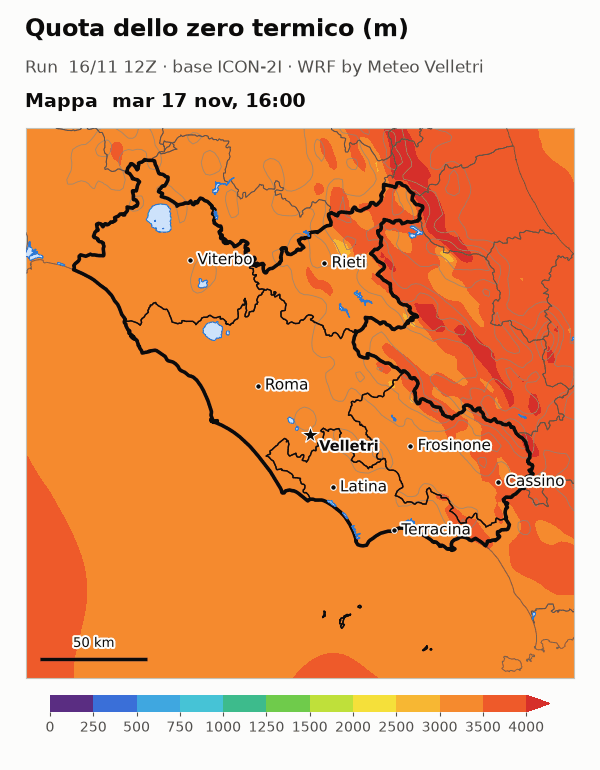 Quota dello zero termico (m)
Run 16/11 12Z · base ICON-2I · WRF by Meteo Velletri
Mappa mar 17 nov, 16:00
Viterbo
Rieti
Roma
Velletri
Frosinone
Cassino
Latina
Terracina
50 km
0 250 500 750 1000 1250 1500 2000 2500 3000 3500 4000